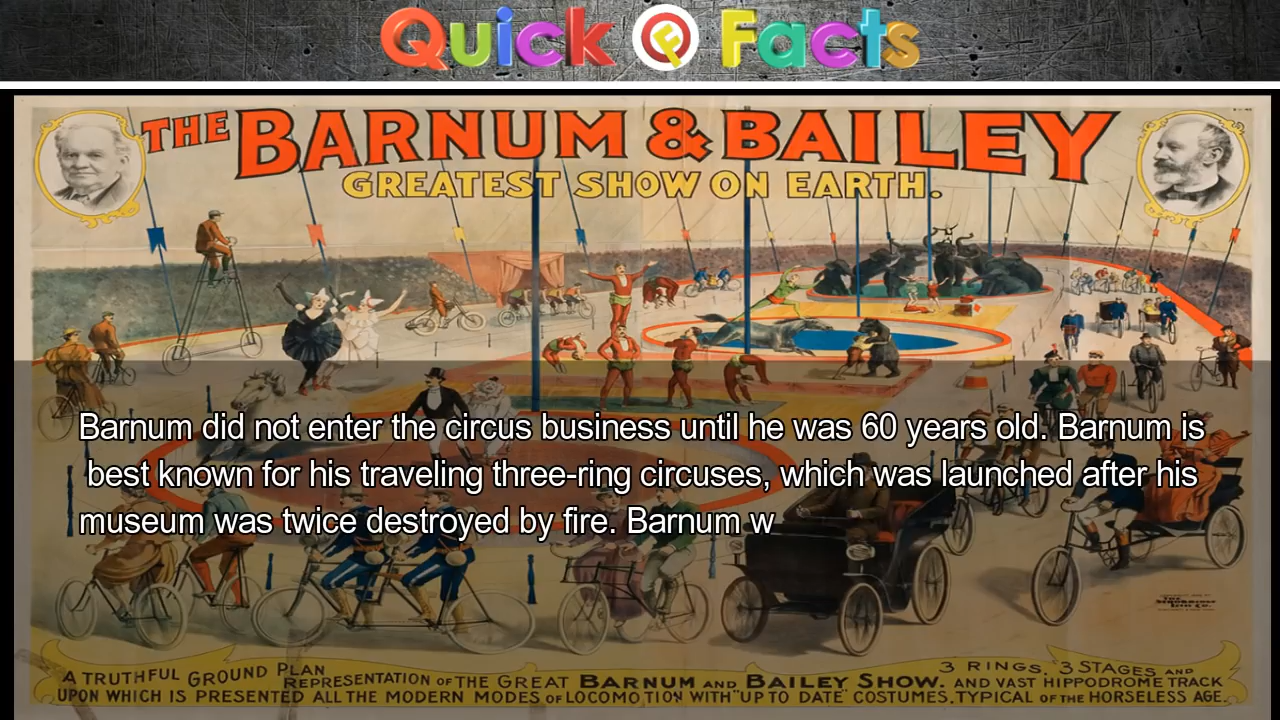 Quick QF Facts
THE BARNUM & BAILEY
GREATEST SHOW ON EARTH.
Barnum did not enter the circus business until he was 60 years old. Barnum is
best known for his traveling three-ring circuses, which was launched after his
museum was twice destroyed by fire. Barnum w
A TRUTHFUL GROUND PLAN
REPRESENTATION OF THE GREAT BARNUM AND BAILEY SHOW. 3 RINGS, 3 STAGES AND
AND VAST HIPPODROME TRACK
UPON WHICH IS PRESENTED ALL THE MODERN MODES OF LOCOMOTION WITH "UP TO DATE" COSTUMES, TYPICAL OF THE HORSELESS AGE.